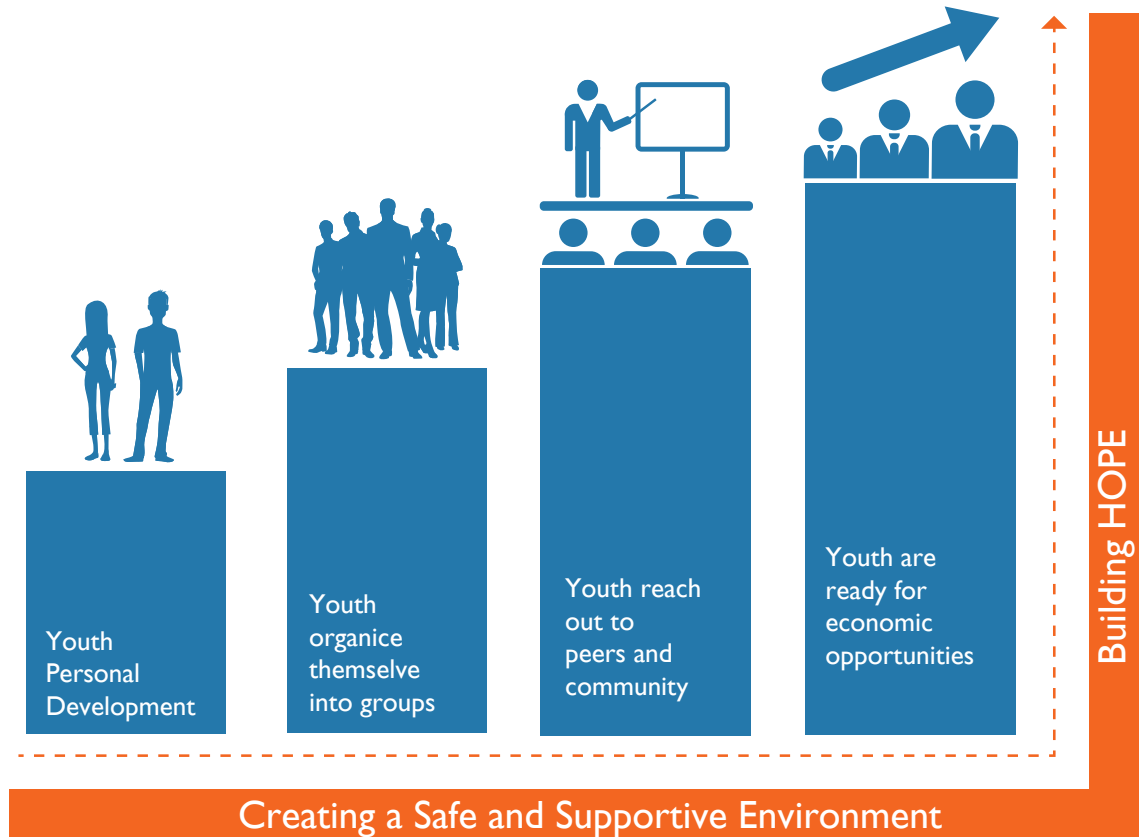 Youth
Personal
Development
Youth
organice
themselve
into groups
Youth reach
out to
peers and
community
Youth are
ready for
economic
opportunities
Building HOPE
Creating a Safe and Supportive Environment